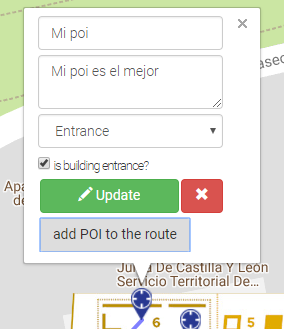 ×
Mi poi
Mi poi es el mejor
Entrance
is building entrance?
Update
add POI to the route
aseo
Apa
de
Junta De Castilla Y León
Servicio Territorial De...
6
5